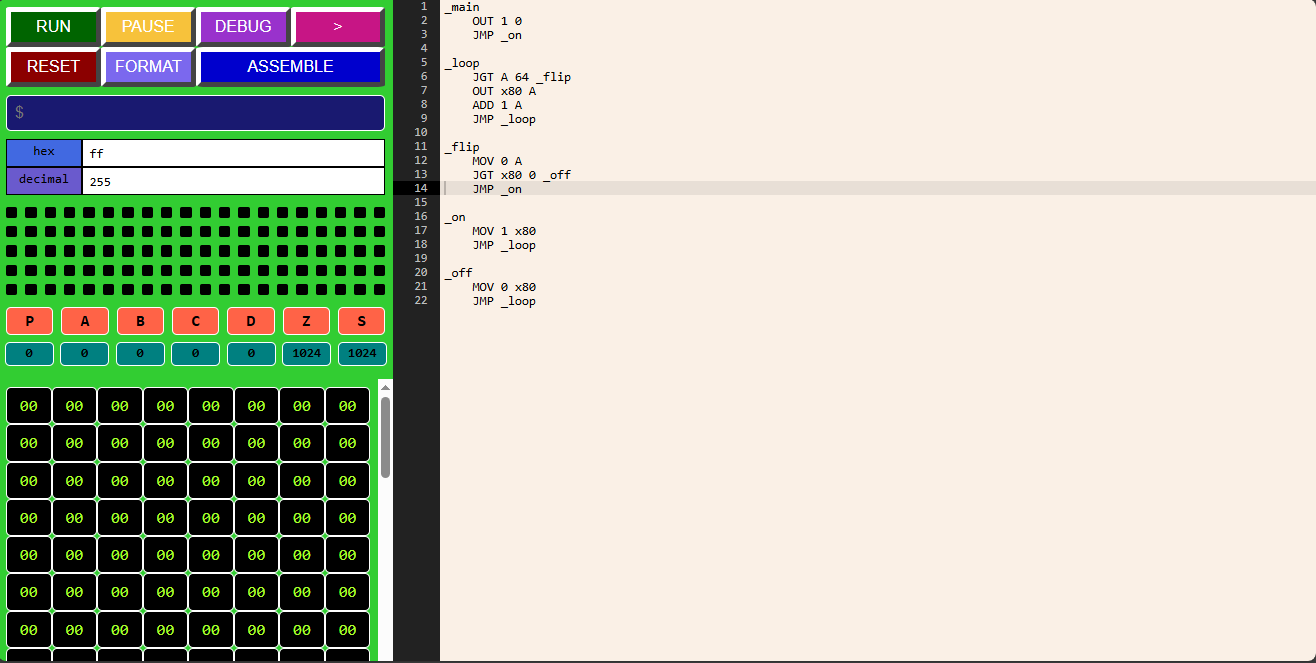 RUN PAUSE DEBUG >
RESET FORMAT ASSEMBLE
$
hex ff
decimal 255
P A B C D Z S
0 0 0 0 0 1024 1024
00 00 00 00 00 00 00 00
00 00 00 00 00 00 00 00
00 00 00 00 00 00 00 00
00 00 00 00 00 00 00 00
00 00 00 00 00 00 00 00
00 00 00 00 00 00 00 00
00 00 00 00 00 00 00 00
1 _main
2 OUT 1 0
3 JMP _on
4
5 _loop
6 JGT A 64 _flip
7 OUT x80 A
8 ADD 1 A
9 JMP _loop
10
11 _flip
12 MOV 0 A
13 JGT x80 0 _off
14 JMP _on
15
16 _on
17 MOV 1 x80
18 JMP _loop
19
20 _off
21 MOV 0 x80
22 JMP _loop